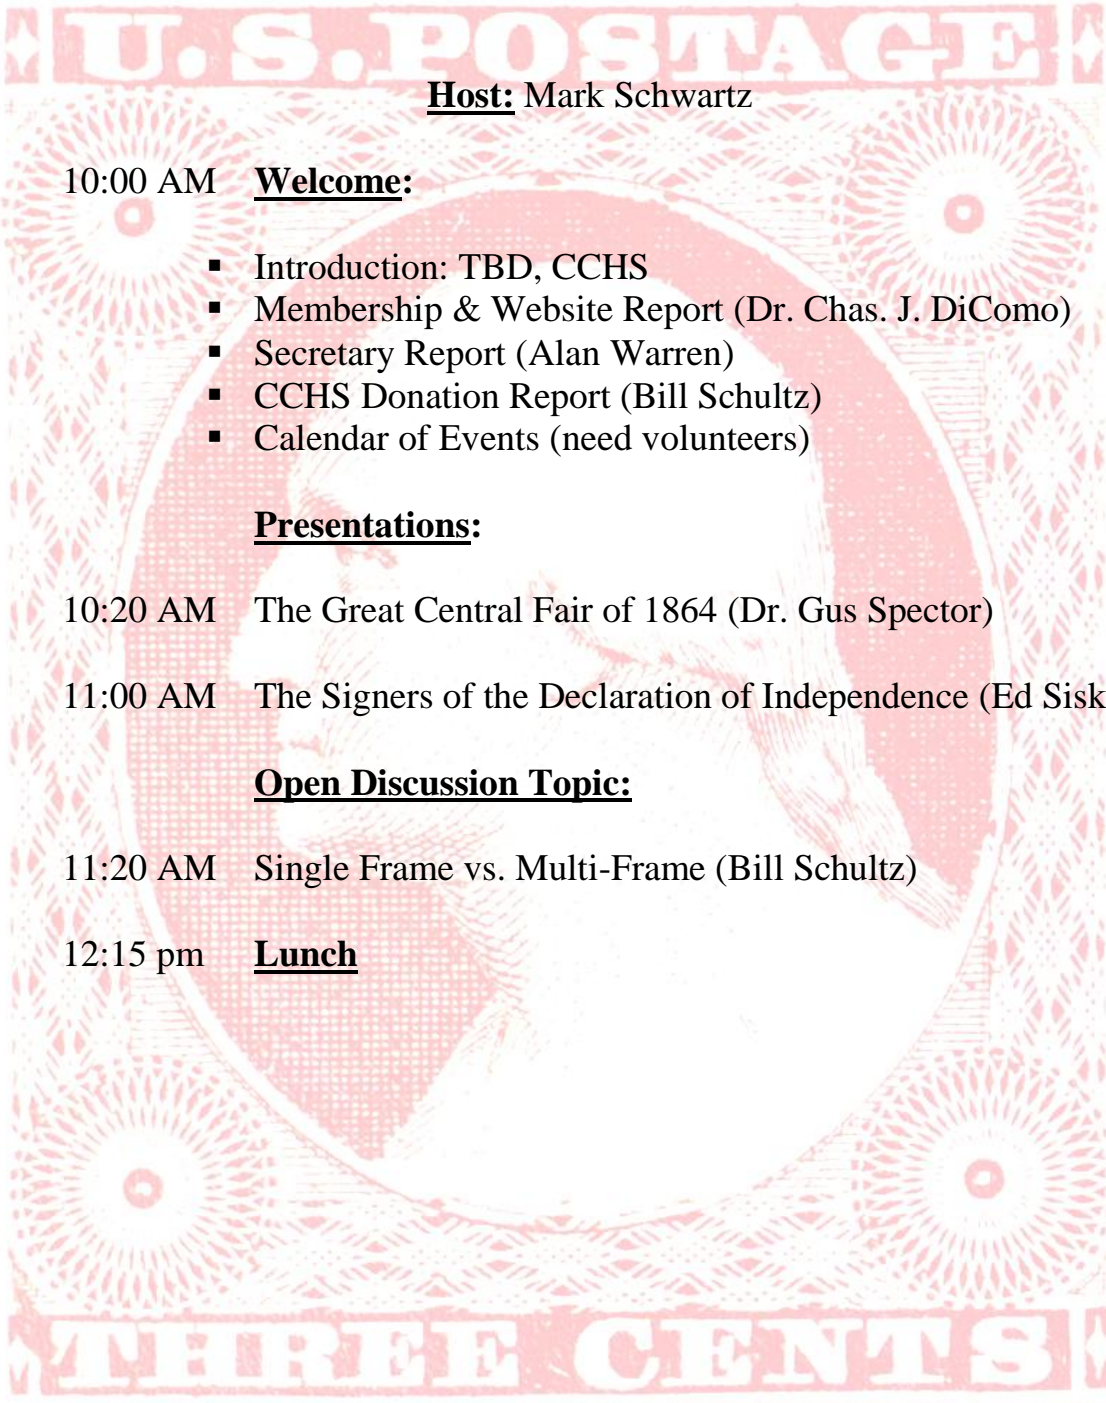 U.S. POSTAGE
Host: Mark Schwartz
10:00 AM Welcome:
▪ Introduction: TBD, CCHS
▪ Membership & Website Report (Dr. Chas. J. DiComo)
▪ Secretary Report (Alan Warren)
▪ CCHS Donation Report (Bill Schultz)
▪ Calendar of Events (need volunteers)
Presentations:
10:20 AM The Great Central Fair of 1864 (Dr. Gus Spector)
11:00 AM The Signers of the Declaration of Independence (Ed Sisk
Open Discussion Topic:
11:20 AM Single Frame vs. Multi-Frame (Bill Schultz)
12:15 pm Lunch
THREE CENTS